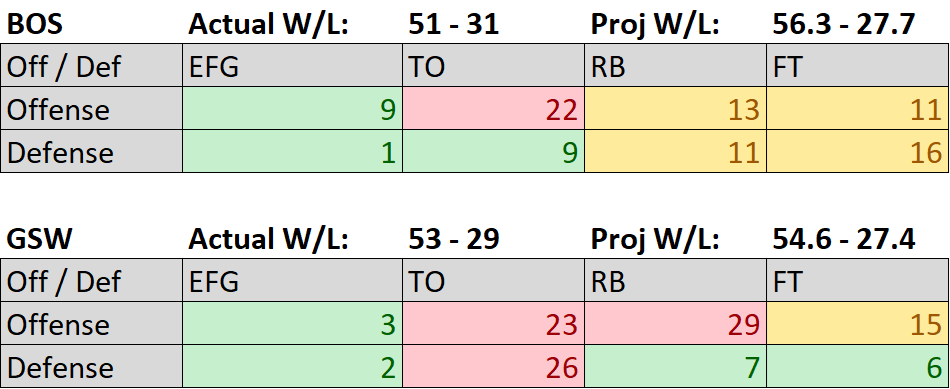 BOS Actual W/L: 51 - 31 Proj W/L: 56.3 - 27.7
Off / Def EFG TO RB FT
Offense 9 22 13 11
Defense 1 9 11 16
GSW Actual W/L: 53 - 29 Proj W/L: 54.6 - 27.4
Off / Def EFG TO RB FT
Offense 3 23 29 15
Defense 2 26 7 6